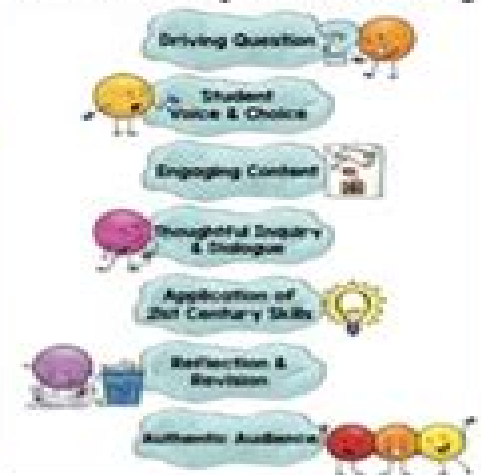 Driving Question
Student
Voice & Choice
Engaging Content
Thoughtful Inquiry
& Dialogue
Application of
21st Century Skills
Reflection &
Revision
Authentic Audience